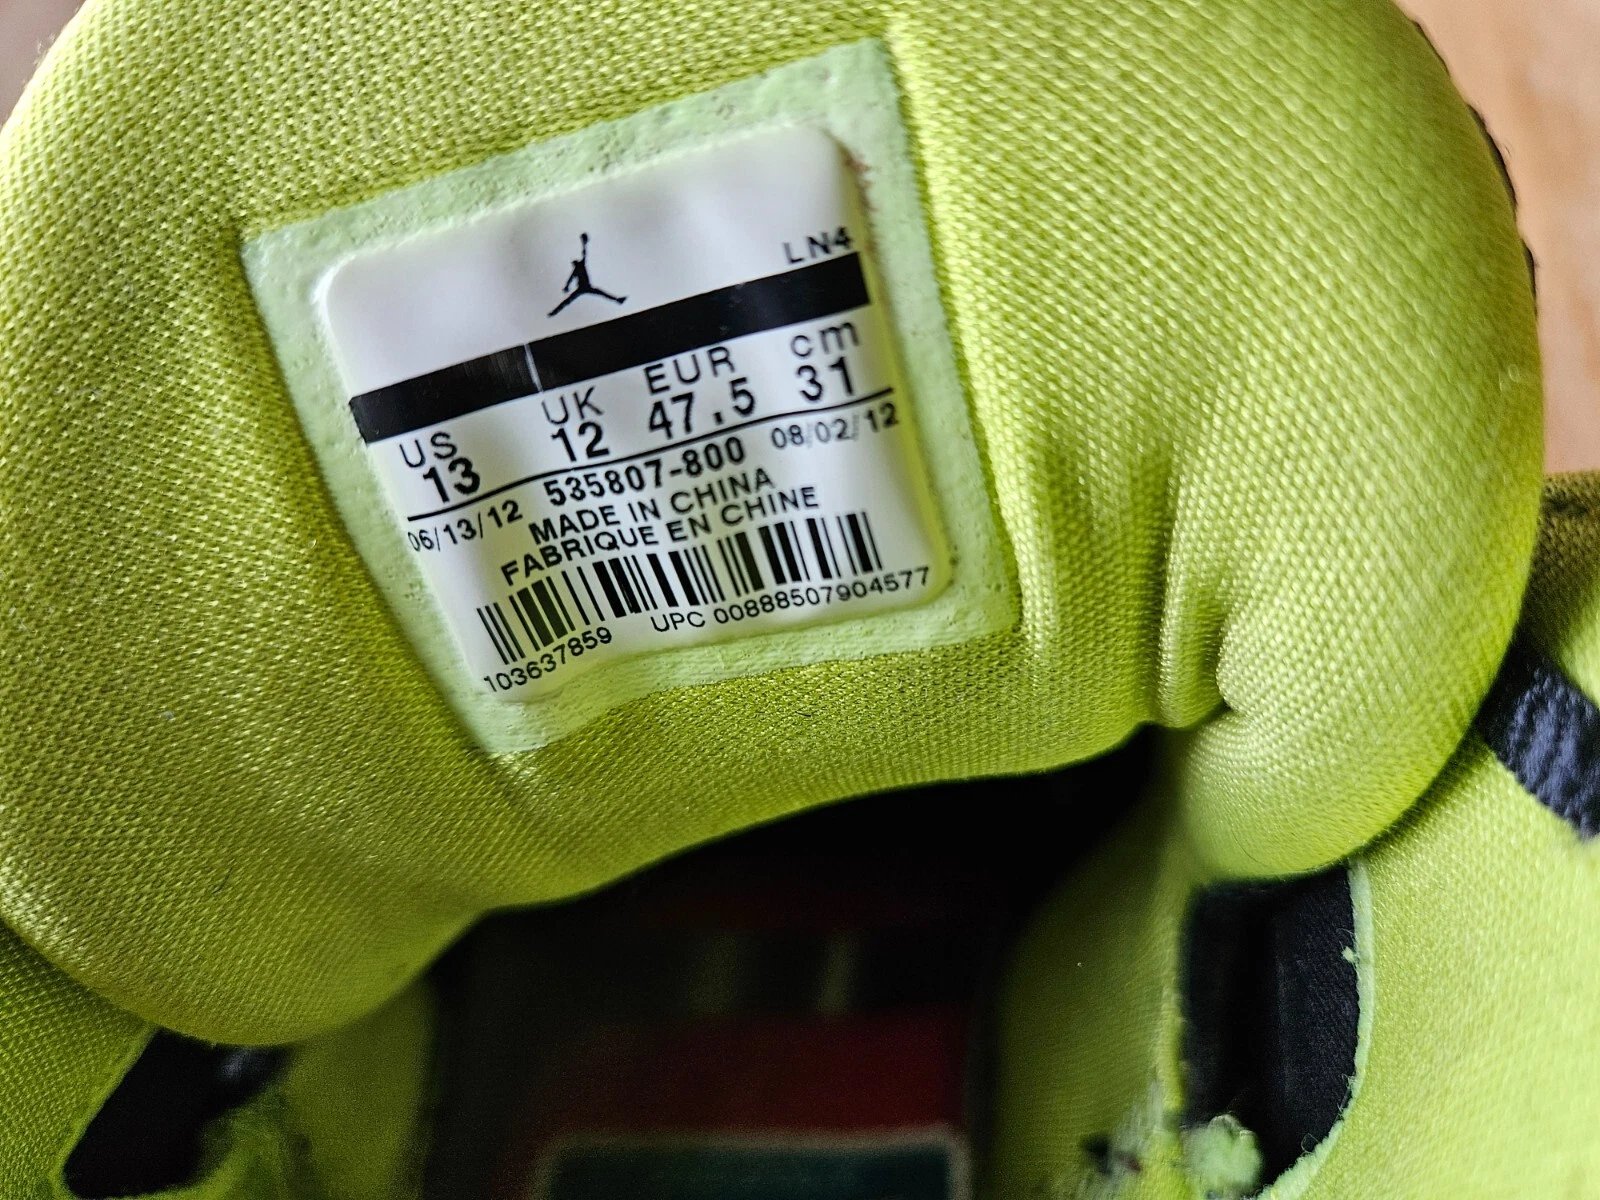 LN4
US UK EUR cm
13 12 47.5 31
06/13/12 535807-800 08/02/12
MADE IN CHINA
FABRIQUE EN CHINE
103637859 UPC 00888507904577